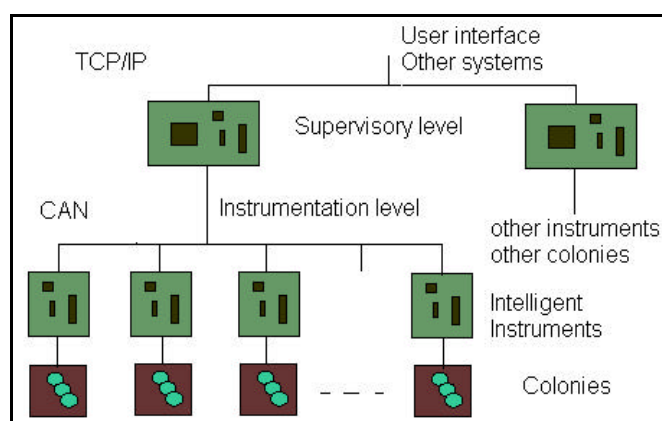 User interface
Other systems
TCP/IP
Supervisory level
CAN
Instrumentation level
other instruments
other colonies
Intelligent
Instruments
Colonies